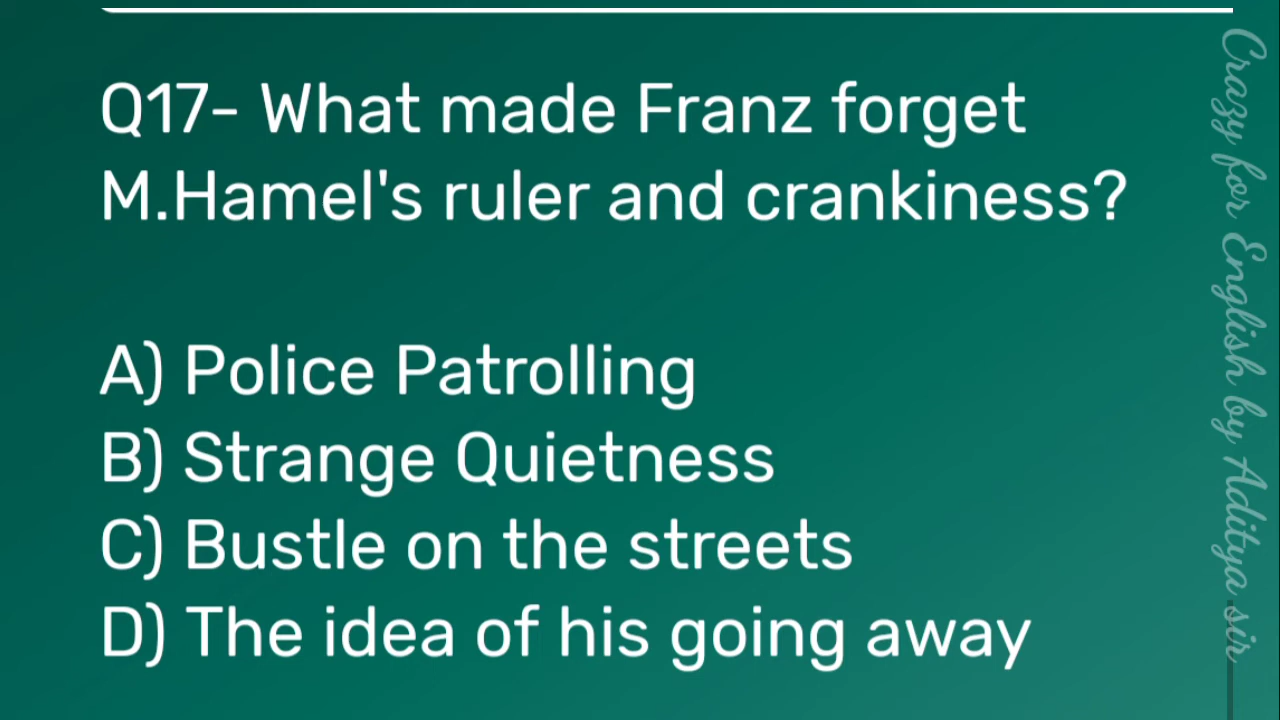 Q17- What made Franz forget
M.Hamel's ruler and crankiness?
A) Police Patrolling
B) Strange Quietness
C) Bustle on the streets
D) The idea of his going away
Crazy for English by Aditya sir